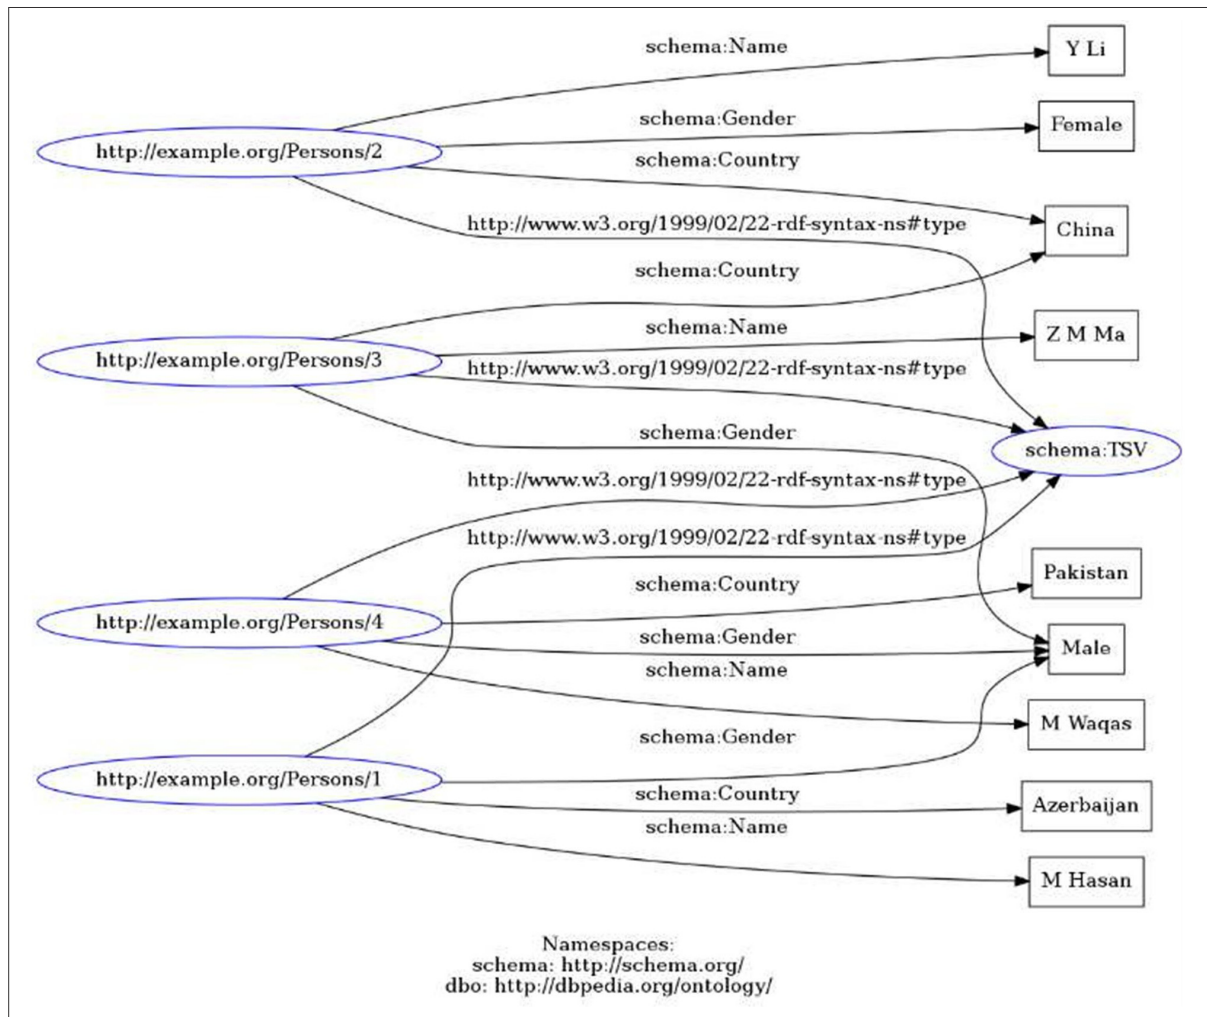 schema:Name
Y Li
schema:Gender
Female
http://example.org/Persons/2
schema:Country
http://www.w3.org/1999/02/22-rdf-syntax-ns#type
China
schema:Country
schema:Name
Z M Ma
http://example.org/Persons/3
http://www.w3.org/1999/02/22-rdf-syntax-ns#type
schema:Gender
schema:TSV
http://www.w3.org/1999/02/22-rdf-syntax-ns#type
http://www.w3.org/1999/02/22-rdf-syntax-ns#type
Pakistan
schema:Country
http://example.org/Persons/4
schema:Gender
Male
schema:Name
M Waqas
schema:Gender
http://example.org/Persons/1
schema:Country
Azerbaijan
schema:Name
M Hasan
Namespaces:
schema: http://schema.org/
dbo: http://dbpedia.org/ontology/